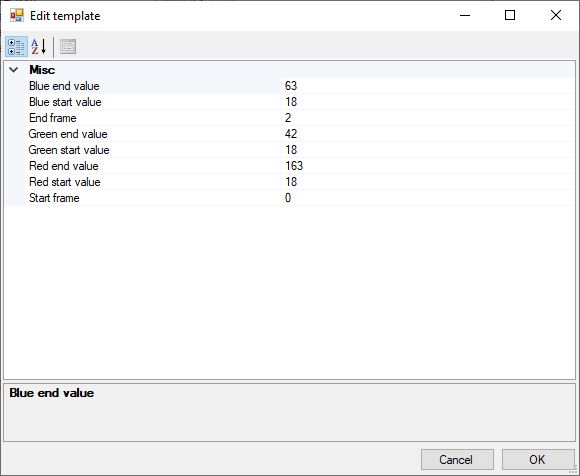 Edit template
Misc
Blue end value 63
Blue start value 18
End frame 2
Green end value 42
Green start value 18
Red end value 163
Red start value 18
Start frame 0
Blue end value
Cancel OK